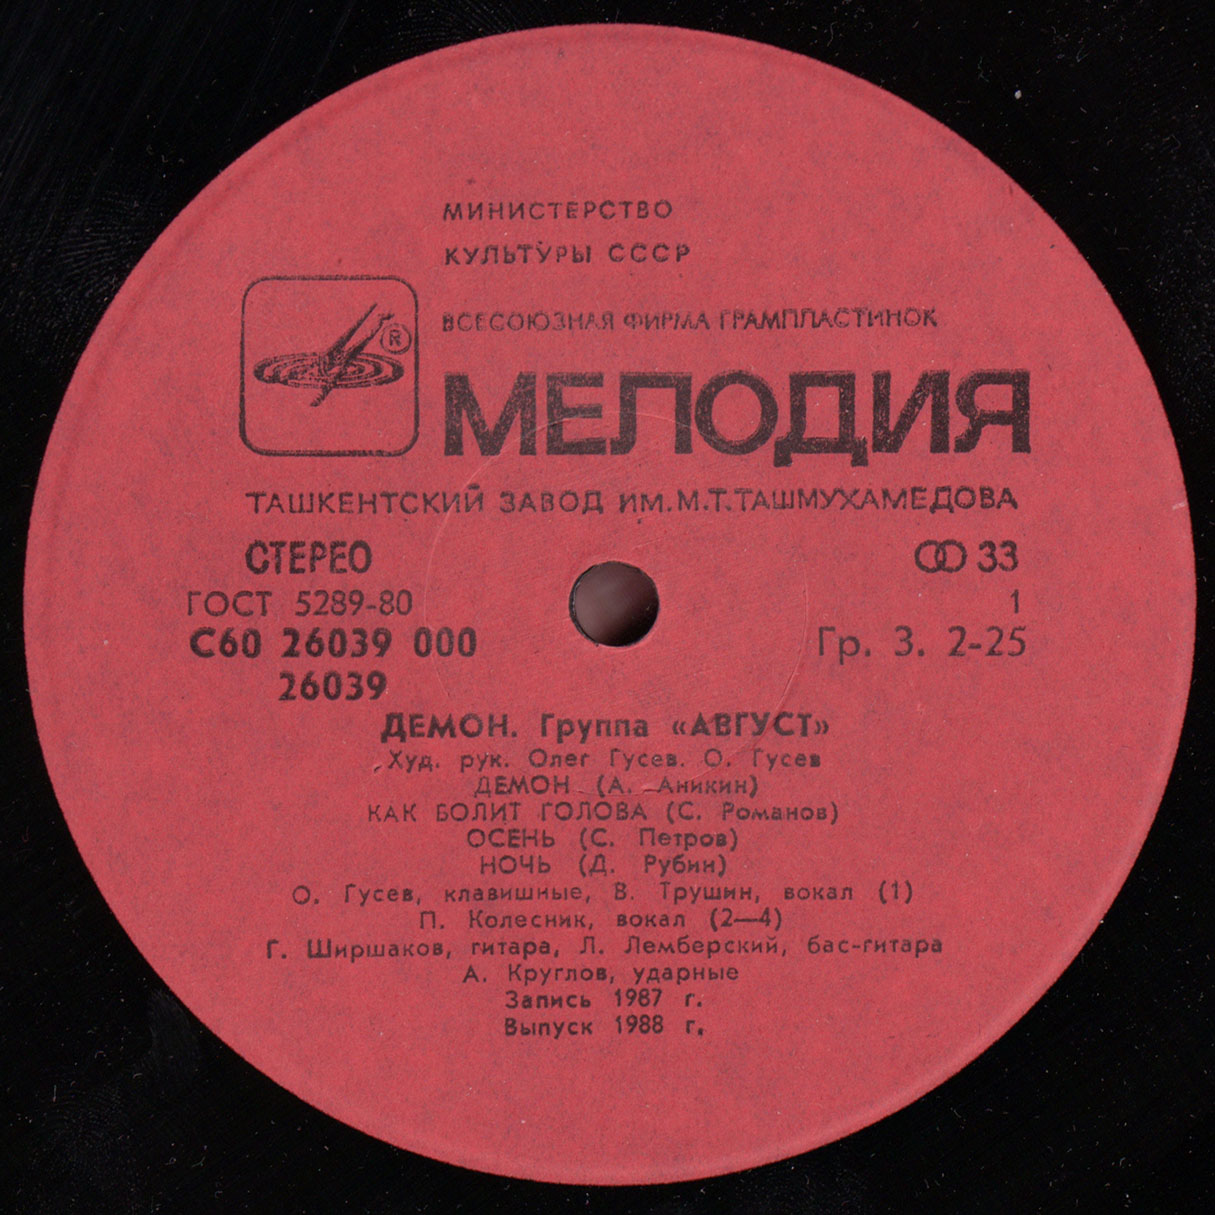 МИНИСТЕРСТВО
КУЛЬТУРЫ СССР
ВСЕСОЮЗНАЯ ФИРМА ГРАМПЛАСТИНОК
®
МЕЛОДИЯ
ТАШКЕНТСКИЙ ЗАВОД ИМ.М.Т.ТАШМУХАМЕДОВА
СТЕРЕО 33
ГОСТ 5289-80 1
С60 26039 000 Гр. 3. 2-25
26039
ДЕМОН. Группа «АВГУСТ»
Худ. рук. Олег Гусев. О. Гусев
ДЕМОН (А. Аникин)
КАК БОЛИТ ГОЛОВА (С. Романов)
ОСЕНЬ (С. Петров)
НОЧЬ (Д. Рубин)
О. Гусев, клавишные, В. Трушин, вокал (1)
П. Колесник, вокал (2—4)
Г. Ширшаков, гитара, Л. Лемберский, бас-гитара
А. Круглов, ударные
Запись 1987 г.
Выпуск 1988 г.